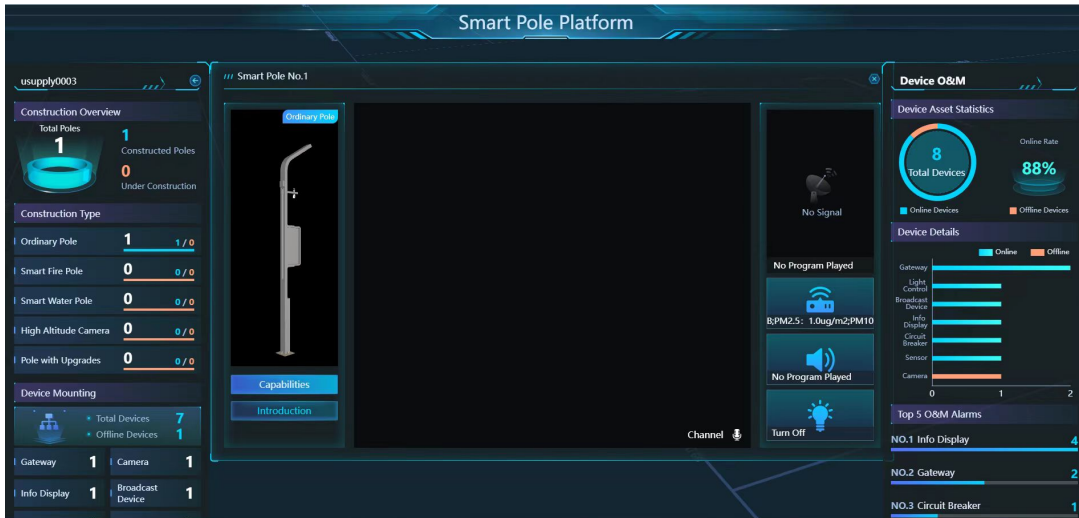 Smart Pole Platform
usupply0003
Construction Overview
Total Poles
1
1
Constructed Poles
0
Under Construction
Construction Type
Ordinary Pole 1 1 / 0
Smart Fire Pole 0 0 / 0
Smart Water Pole 0 0 / 0
High Altitude Camera 0 0 / 0
Pole with Upgrades 0 0 / 0
Device Mounting
Total Devices 7
Offline Devices 1
Gateway 1 Camera 1
Info Display 1 Broadcast
Device 1
/// Smart Pole No.1
Ordinary Pole
Capabilities
Introduction
Channel
No Signal
No Program Played
B;PM2.5: 1.0ug/m2;PM10
No Program Played
Turn Off
Device O&M
Device Asset Statistics
8
Total Devices
Online Rate
88%
Online Devices Offline Devices
Device Details
Online Offline
Gateway
Light
Control
Broadcast
Device
Info
Display
Circuit
Breaker
Sensor
Camera
0 1 2
Top 5 O&M Alarms
NO.1 Info Display 4
NO.2 Gateway 2
NO.3 Circuit Breaker 1